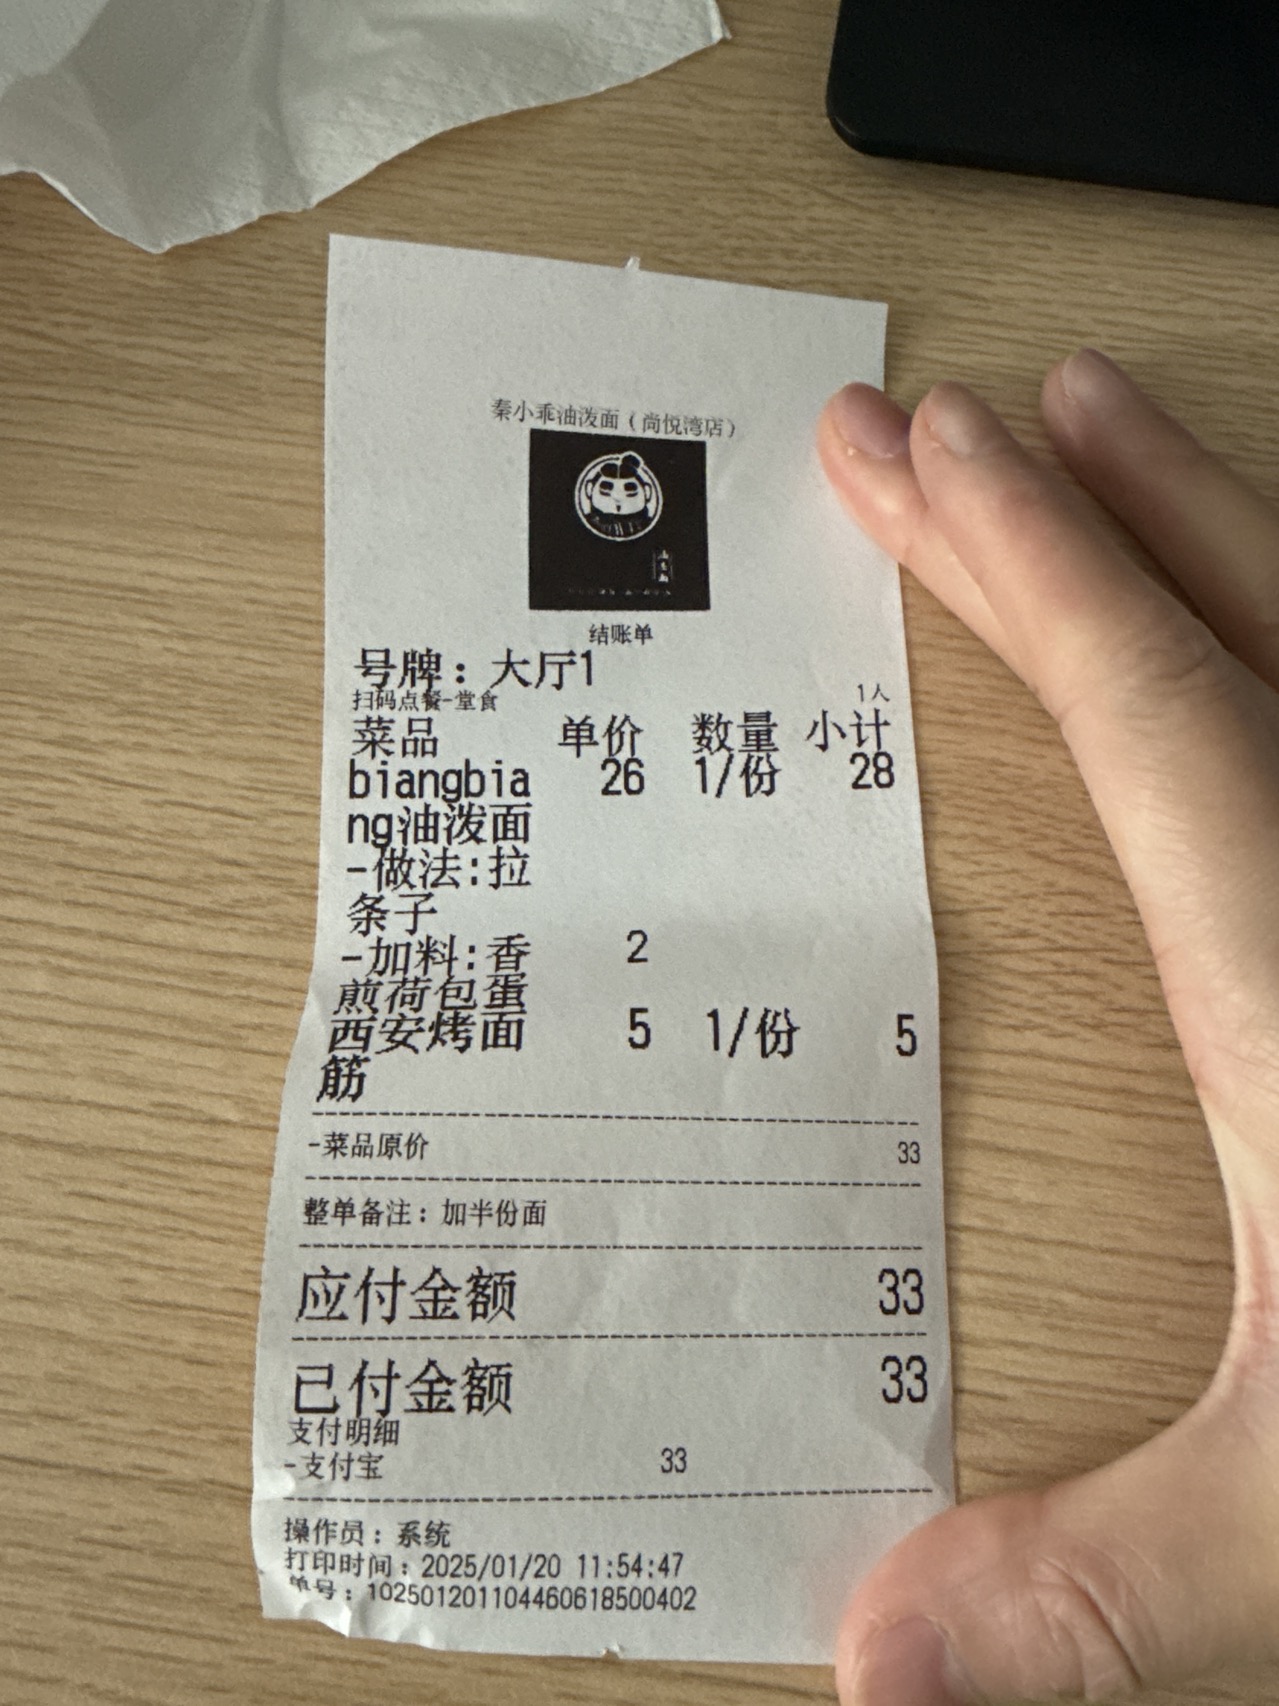 秦小乖油泼面（尚悦湾店）
结账单
号牌：大厅1
扫码点餐-堂食 1人
菜品 单价 数量 小计
biangbia 26 1/份 28
ng油泼面
-做法:拉
条子
-加料:香 2
煎荷包蛋
西安烤面 5 1/份 5
筋
-菜品原价 33
整单备注：加半份面
应付金额 33
已付金额 33
支付明细
-支付宝 33
操作员：系统
打印时间：2025/01/20 11:54:47
单号：102501201104460618500402